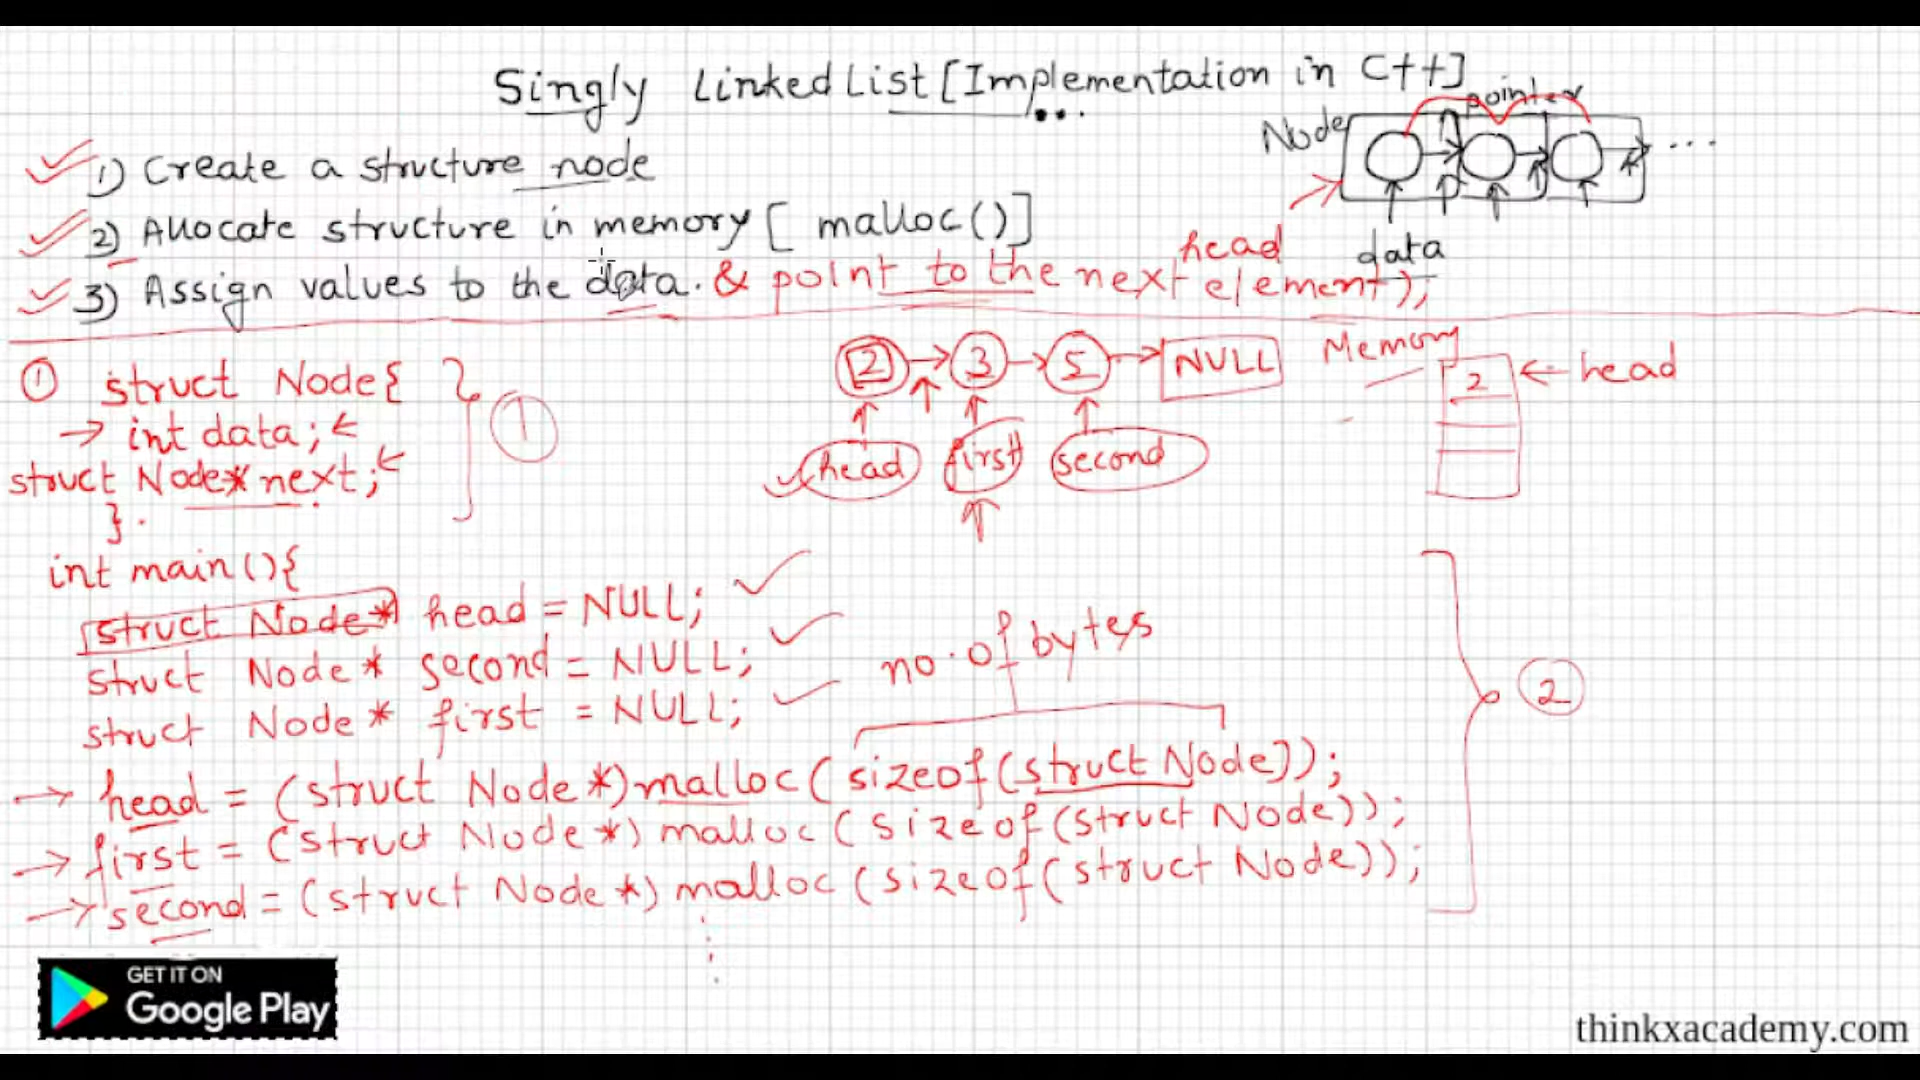 Singly Linked List [Implementation in C++]
pointer
Node
...
1) Create a structure node
2) Allocate structure in memory [ malloc() ]
head
data
3) Assign values to the data. & point to the next element);
2 → 3 → 5 → NULL
head first second
Memory
2 ← head
① struct Node{
→ int data; ←
struct Node* next; ←
}.
1
int main(){
struct Node* head = NULL;
struct Node* second = NULL;
struct Node* first = NULL;
no. of bytes
2
→ head = (struct Node*)malloc(sizeof(struct Node));
→ first = (struct Node*) malloc(sizeof(struct Node));
→ second = (struct Node*) malloc(sizeof(struct Node));
GET IT ON
Google Play
thinkxacademy.com